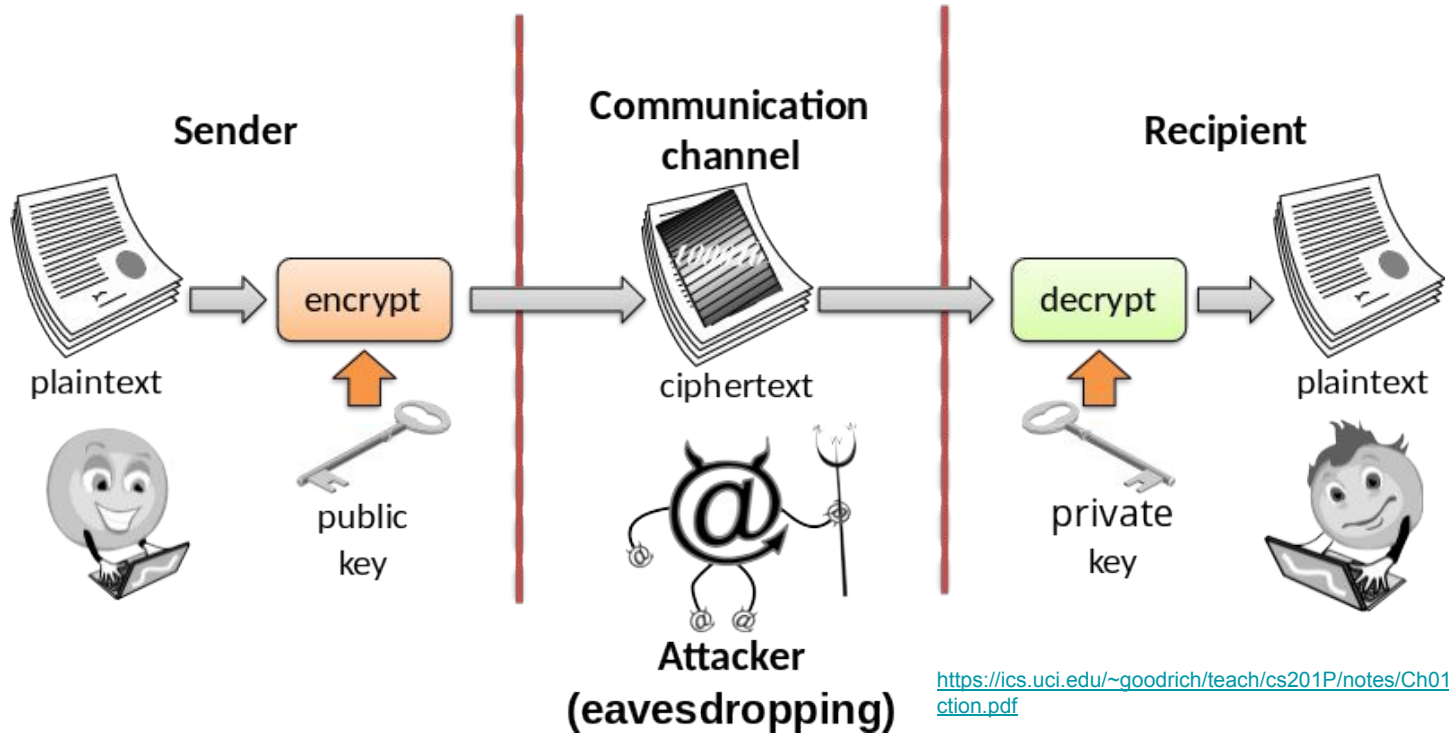 Sender
Communication
channel
Recipient
encrypt
decrypt
plaintext
ciphertext
plaintext
public
key
@
@
@
@
@
private
key
Attacker
(eavesdropping)
https://ics.uci.edu/~goodrich/teach/cs201P/notes/Ch01
ction.pdf